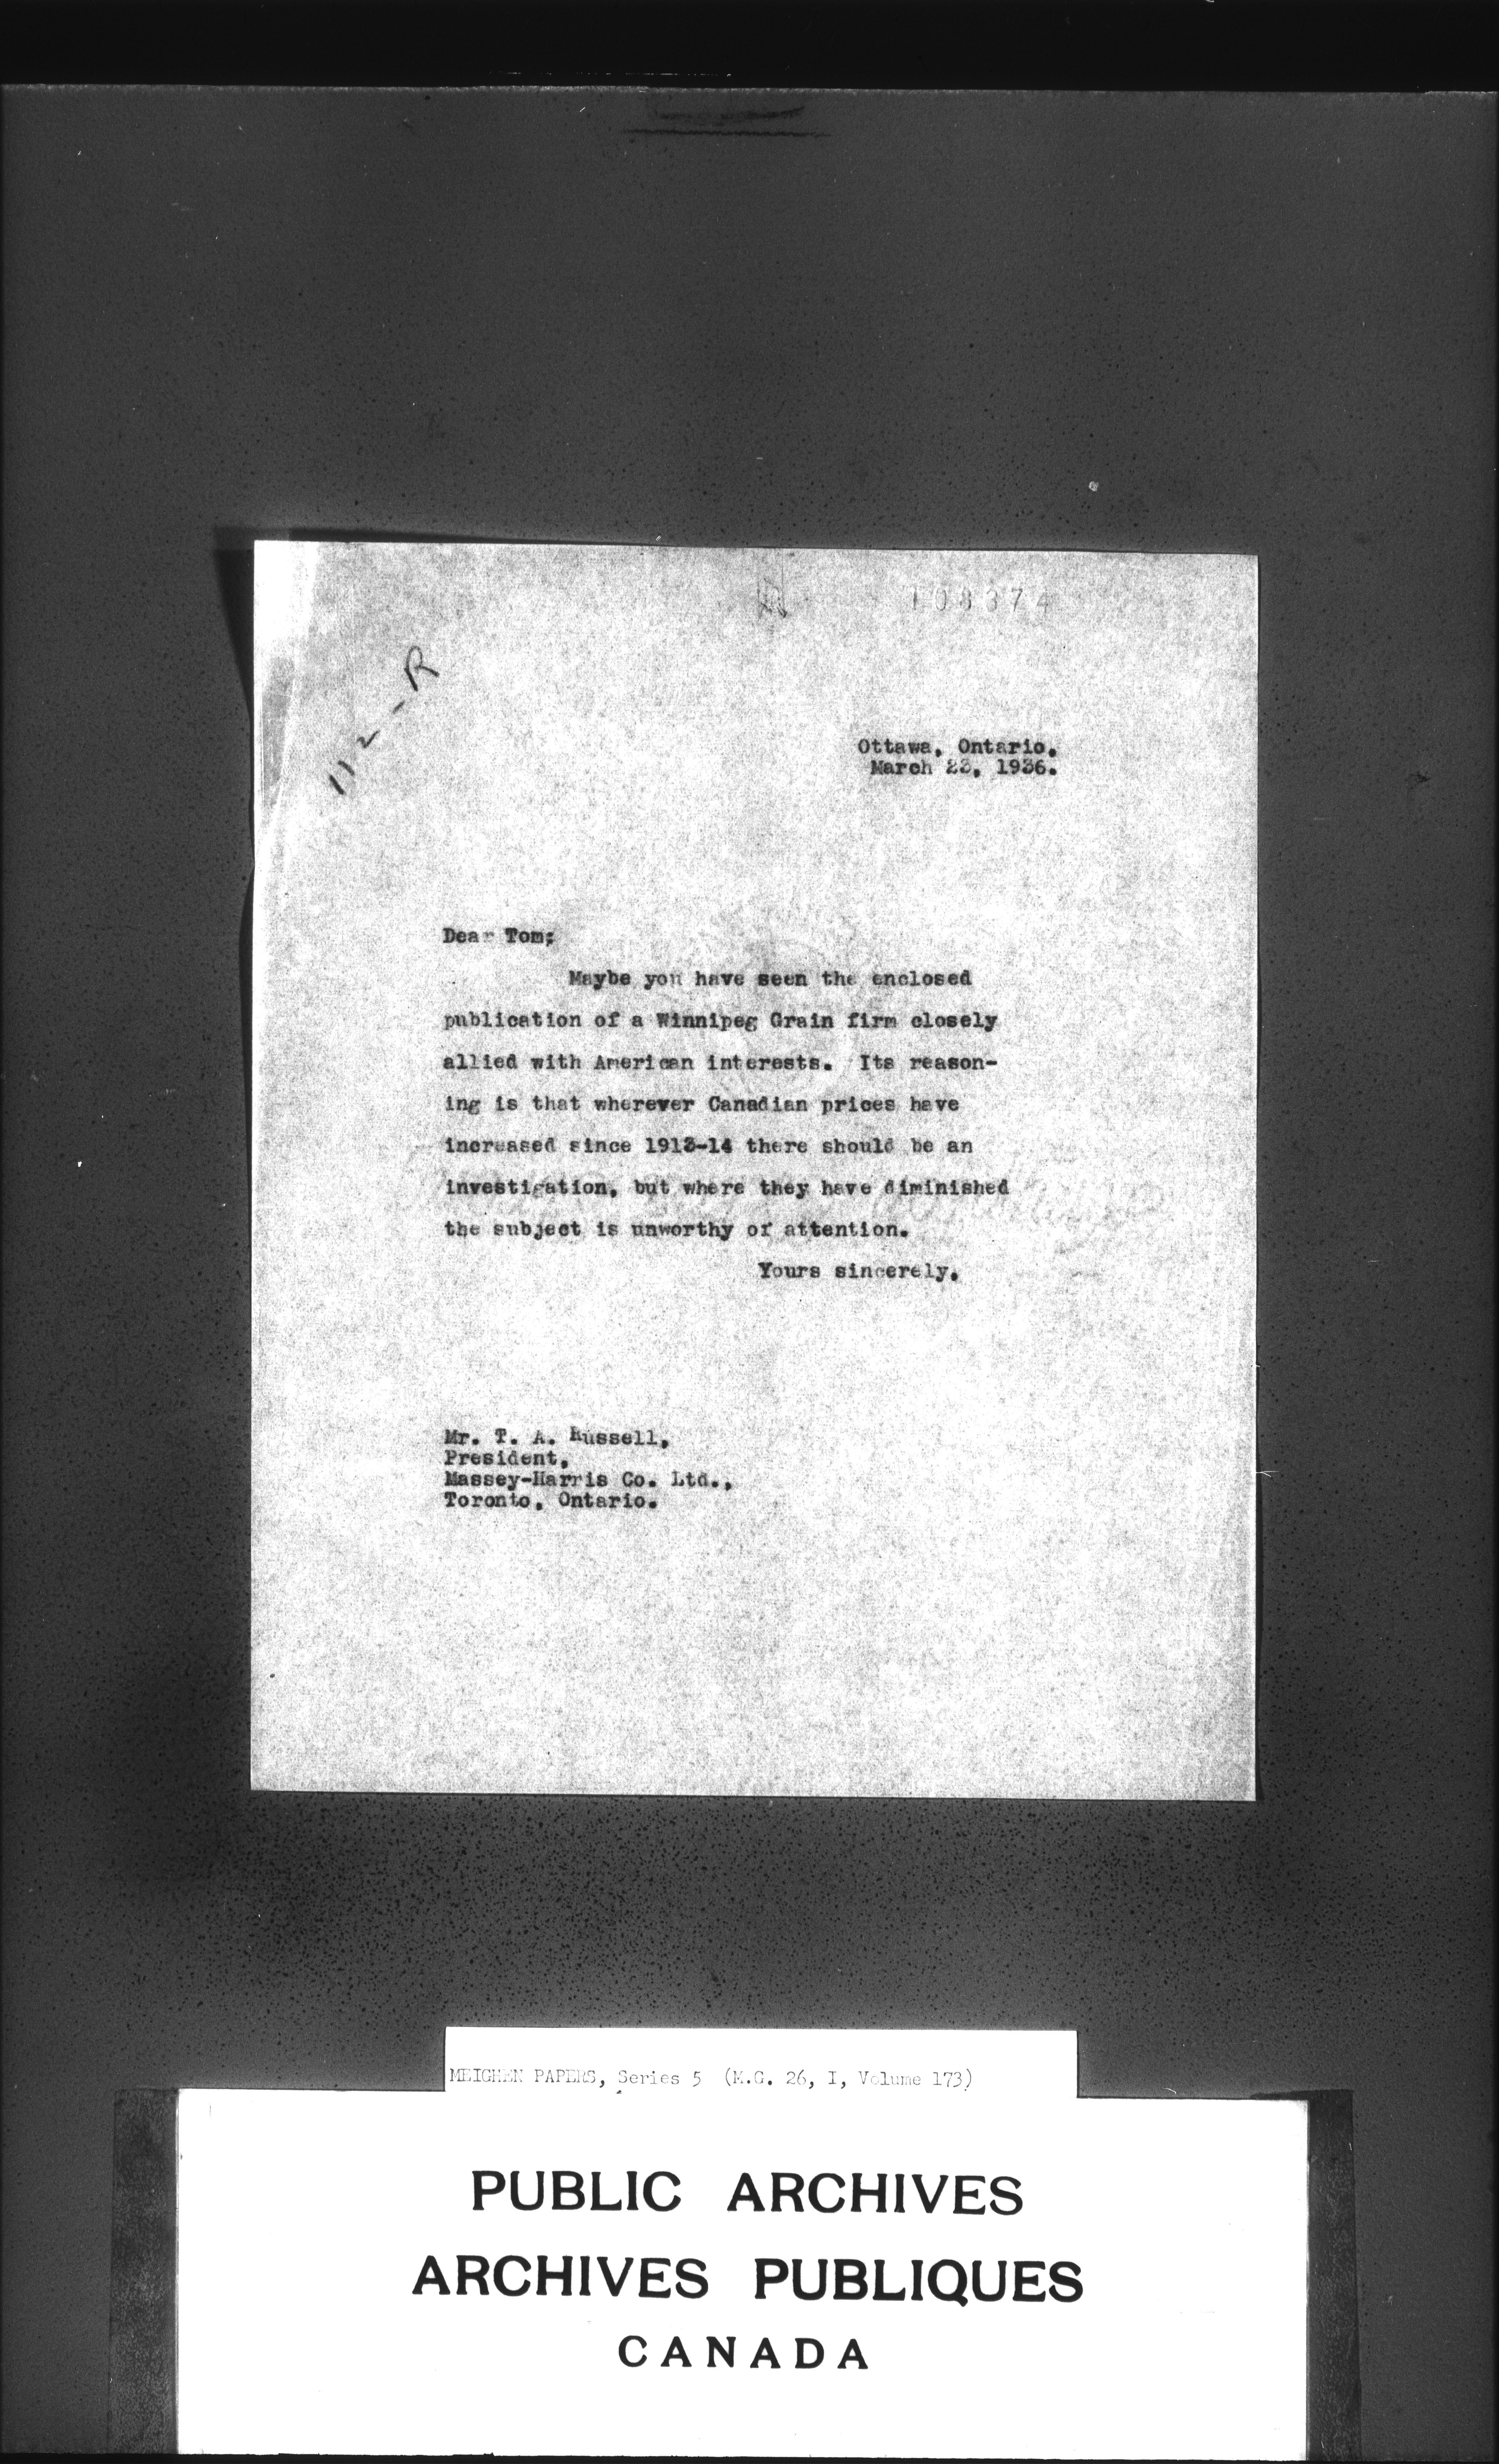 108374
112-R
Ottawa, Ontario.
March 23, 1936.
Dear Tom;
Maybe you have seen the enclosed
publication of a Winnipeg Grain firm closely
allied with American interests. Its reason-
ing is that wherever Canadian prices have
increased since 1913-14 there should be an
investigation, but where they have diminished
the subject is unworthy of attention.
Yours sincerely,
Mr. T. A. Russell,
President,
Massey-Harris Co. Ltd.,
Toronto, Ontario.
MEIGHEN PAPERS, Series 5 (M.G. 26, I, Volume 173)
PUBLIC ARCHIVES
ARCHIVES PUBLIQUES
CANADA